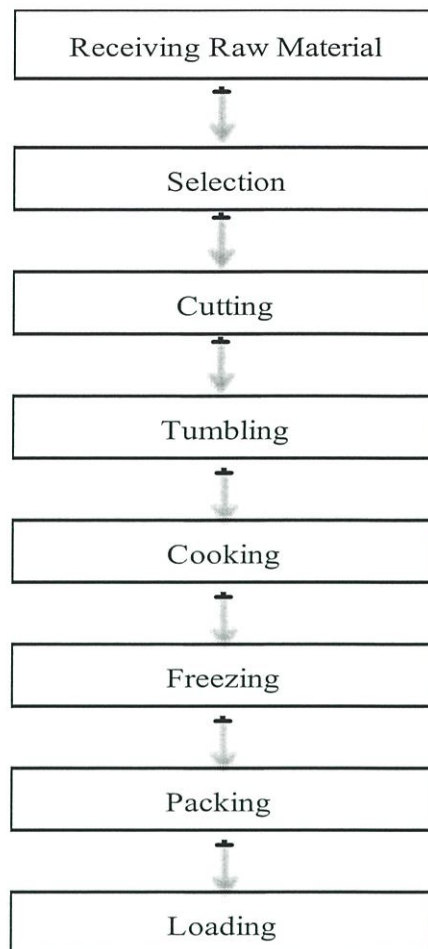 Receiving Raw Material
Selection
Cutting
Tumbling
Cooking
Freezing
Packing
Loading